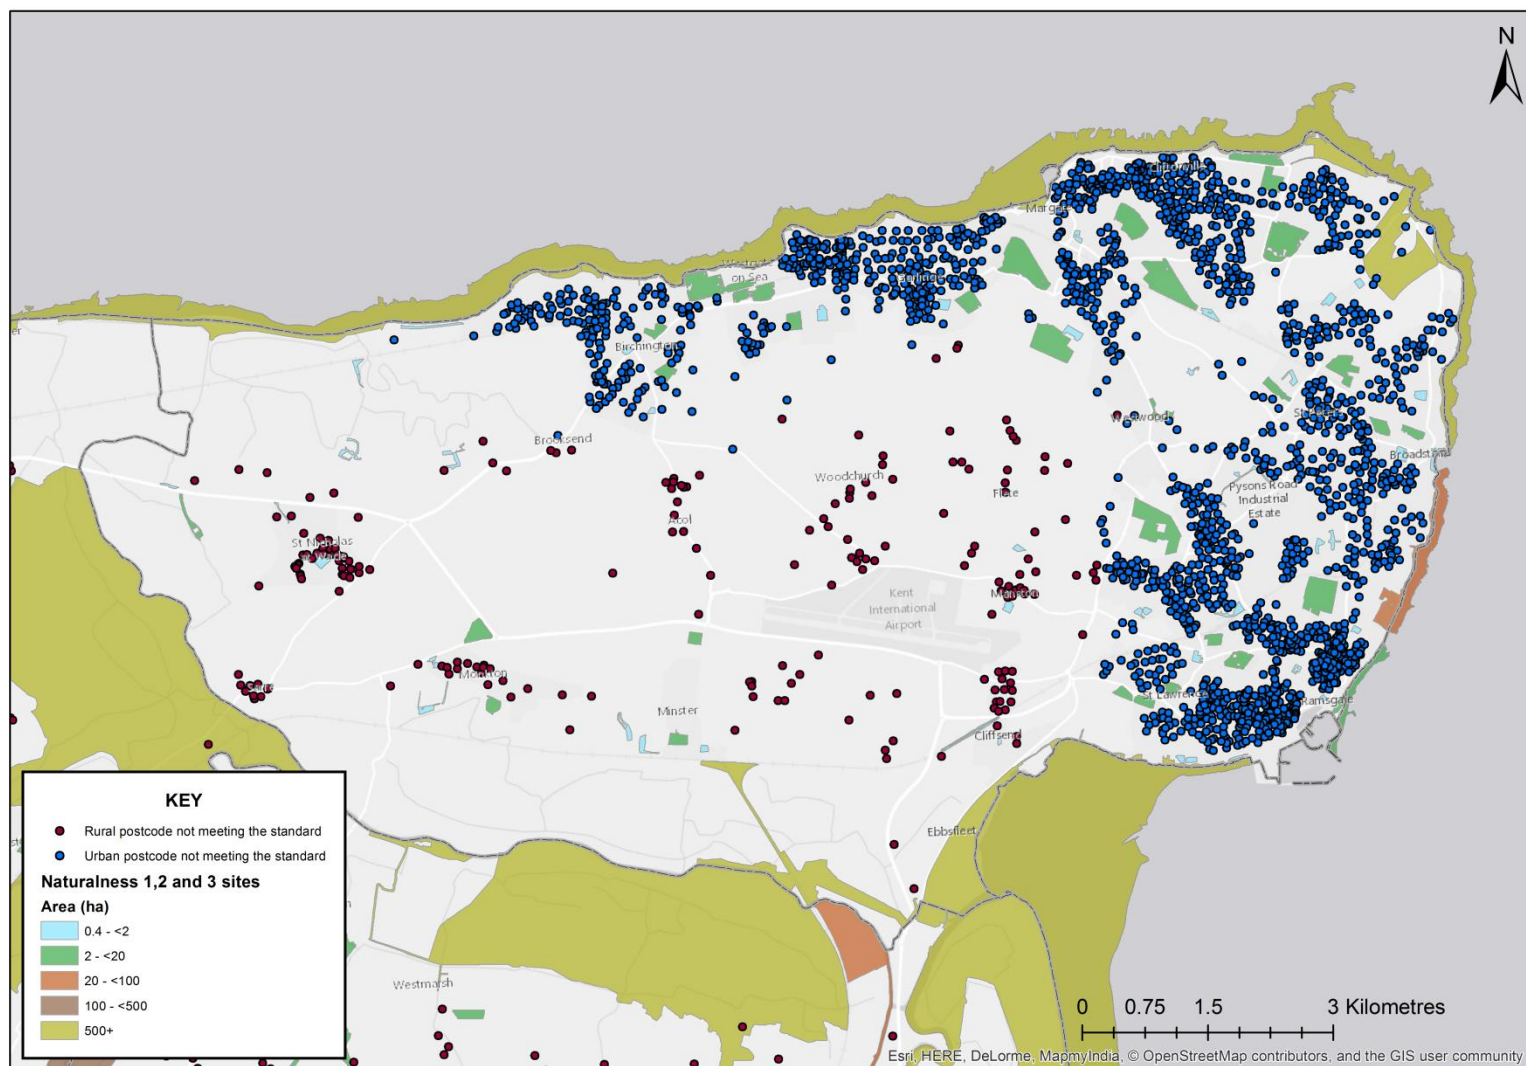 N
Cliftonville
Margate
on Sea
Garlinge
Birchington
Westwood
St Peters
Brooksend
Broadstairs
Woodchurch
Pysons Road
Industrial
Estate
Flete
Acol
St Nicholas
at Wade
Kent
International
Airport
Manston
Monkton
Sarre
St Lawrence
Ramsgate
Minster
Cliffsend
Ebbsfleet
Westmarsh
KEY
Rural postcode not meeting the standard
Urban postcode not meeting the standard
Naturalness 1,2 and 3 sites
Area (ha)
0.4 - <2
2 - <20
20 - <100
100 - <500
500+
0 0.75 1.5 3 Kilometres
Esri, HERE, DeLorme, MapmyIndia, © OpenStreetMap contributors, and the GIS user community